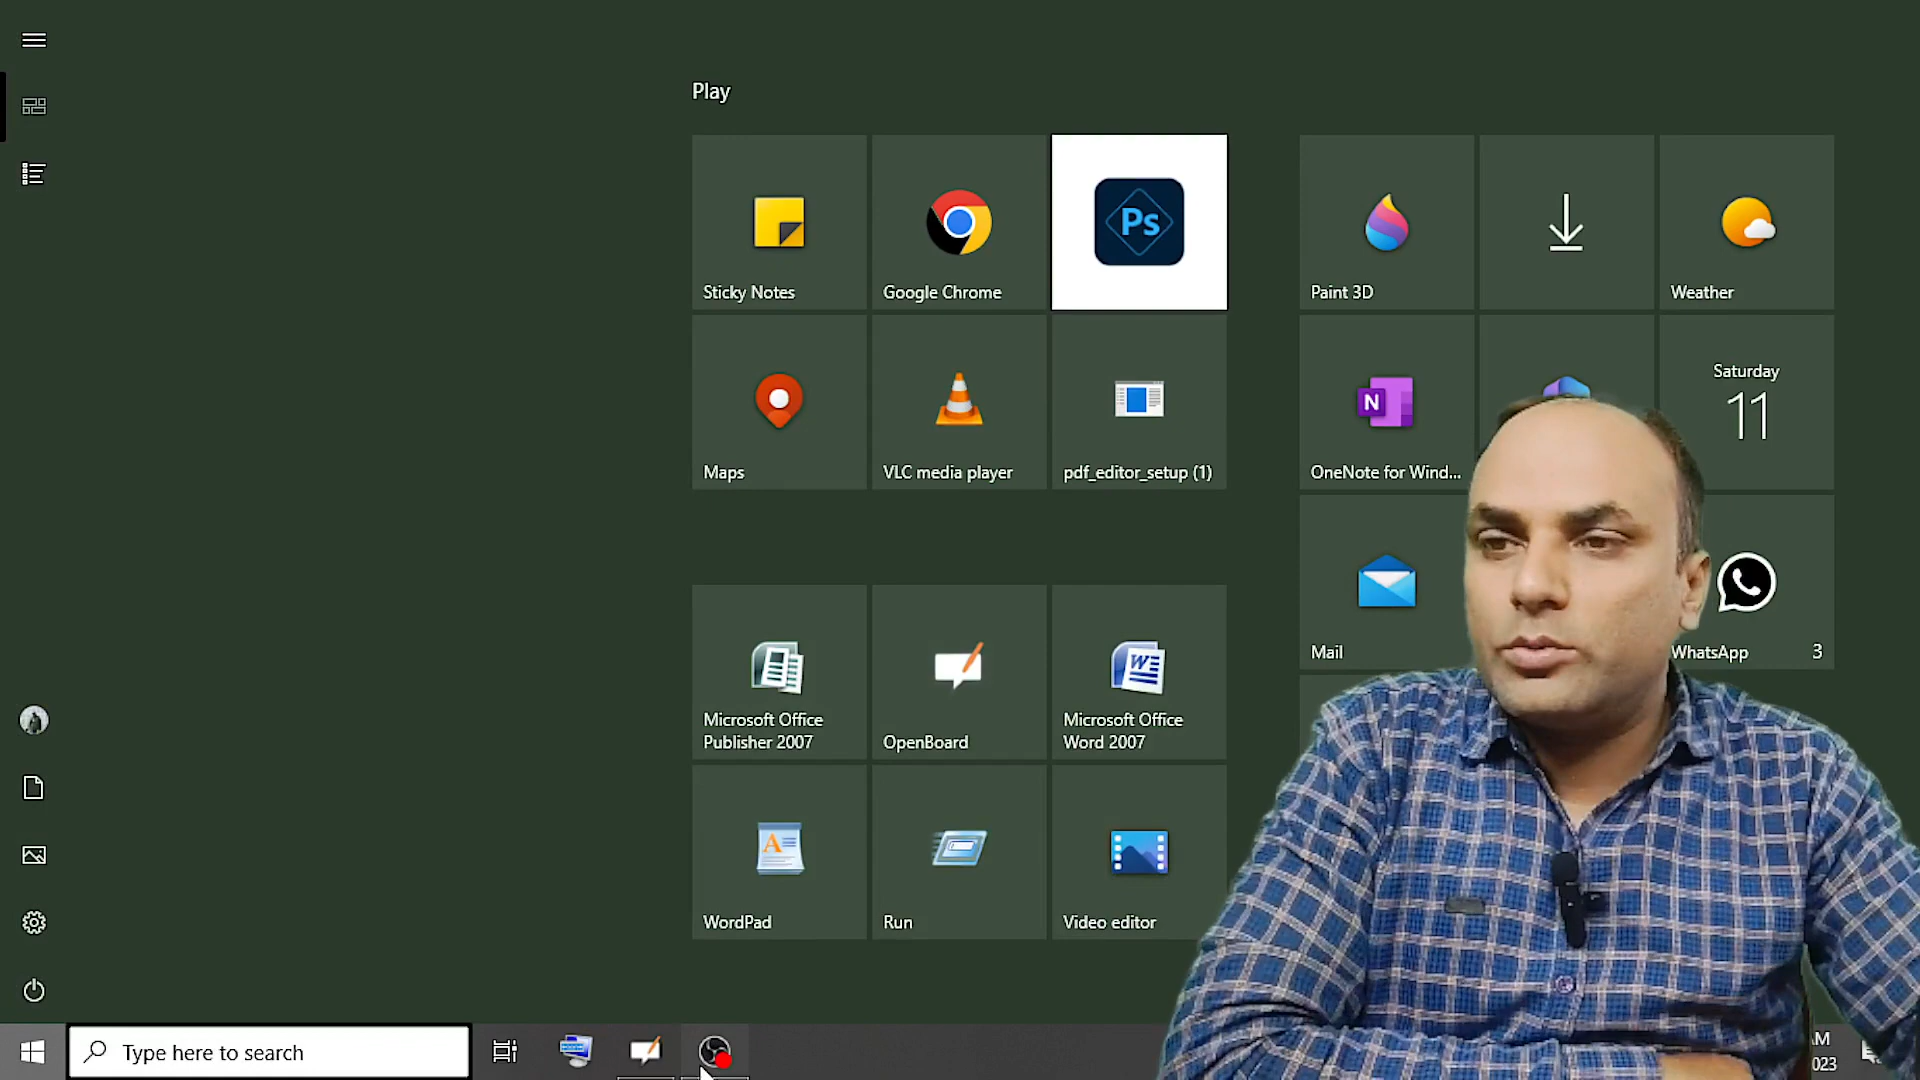 Play
Sticky Notes
Google Chrome
Ps
Paint 3D
Weather
Maps
VLC media player
pdf_editor_setup (1)
N
OneNote for Wind...
Saturday
11
Mail
WhatsApp 3
Microsoft Office
Publisher 2007
OpenBoard
W
Microsoft Office
Word 2007
A
WordPad
Run
Video editor
Type here to search
AM
023